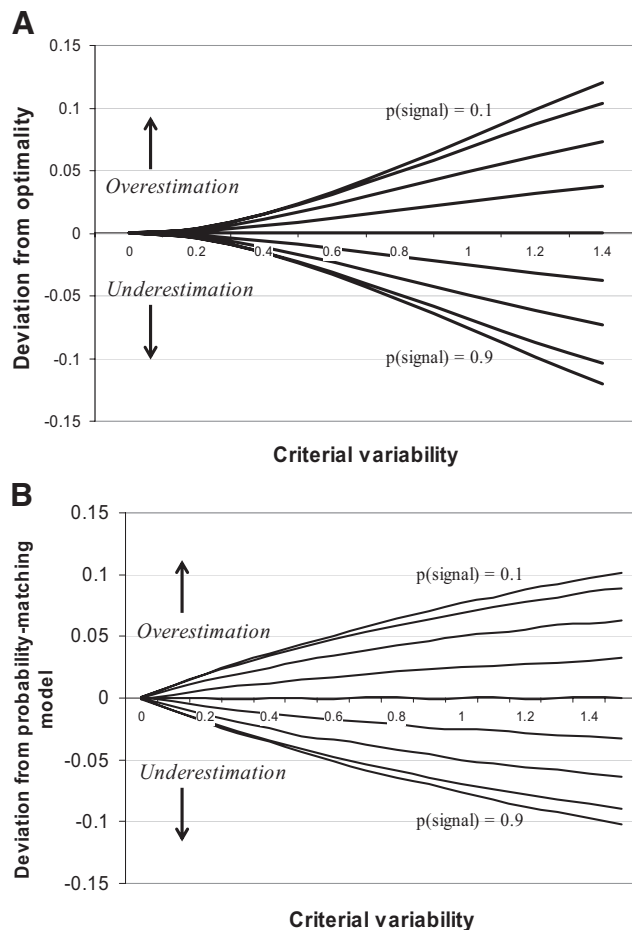 A
0.15
0.1
0.05
0
-0.05
-0.1
-0.15
Deviation from optimality
p(signal) = 0.1
Overestimation
0 0.2 0.4 0.6 0.8 1 1.2 1.4
Underestimation
p(signal) = 0.9
Criterial variability
B
0.15
0.1
0.05
0
-0.05
-0.1
-0.15
Deviation from probability-matching
model
p(signal) = 0.1
Overestimation
0 0.2 0.4 0.6 0.8 1 1.2 1.4
Underestimation
p(signal) = 0.9
Criterial variability